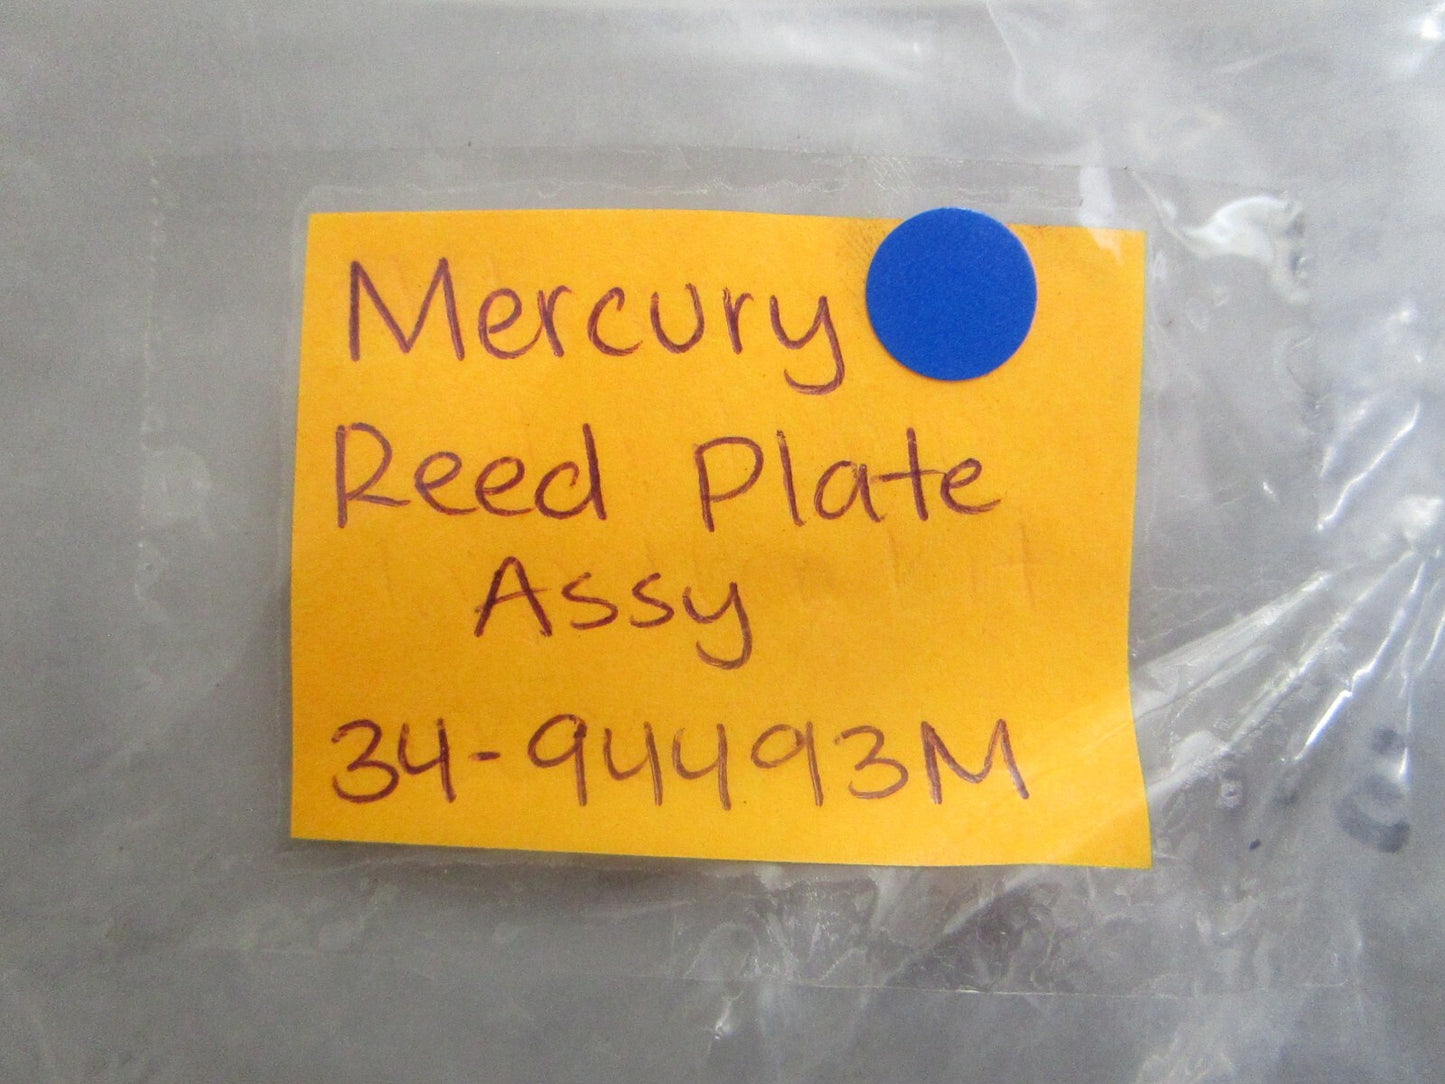 Mercury
Reed Plate
Assy
34-94493M